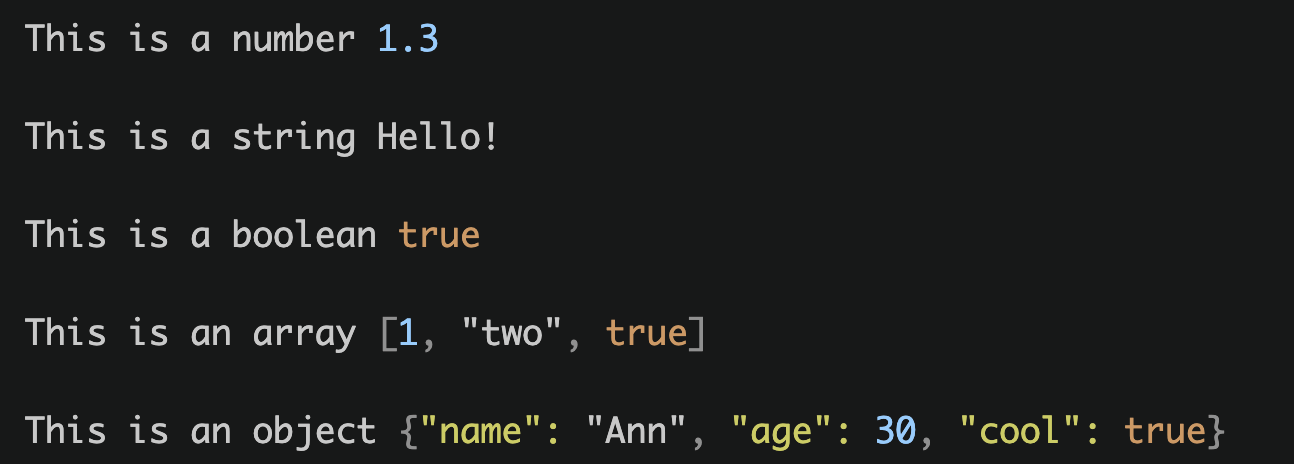 This is a number 1.3
This is a string Hello!
This is a boolean true
This is an array [1, "two", true]
This is an object {"name": "Ann", "age": 30, "cool": true}